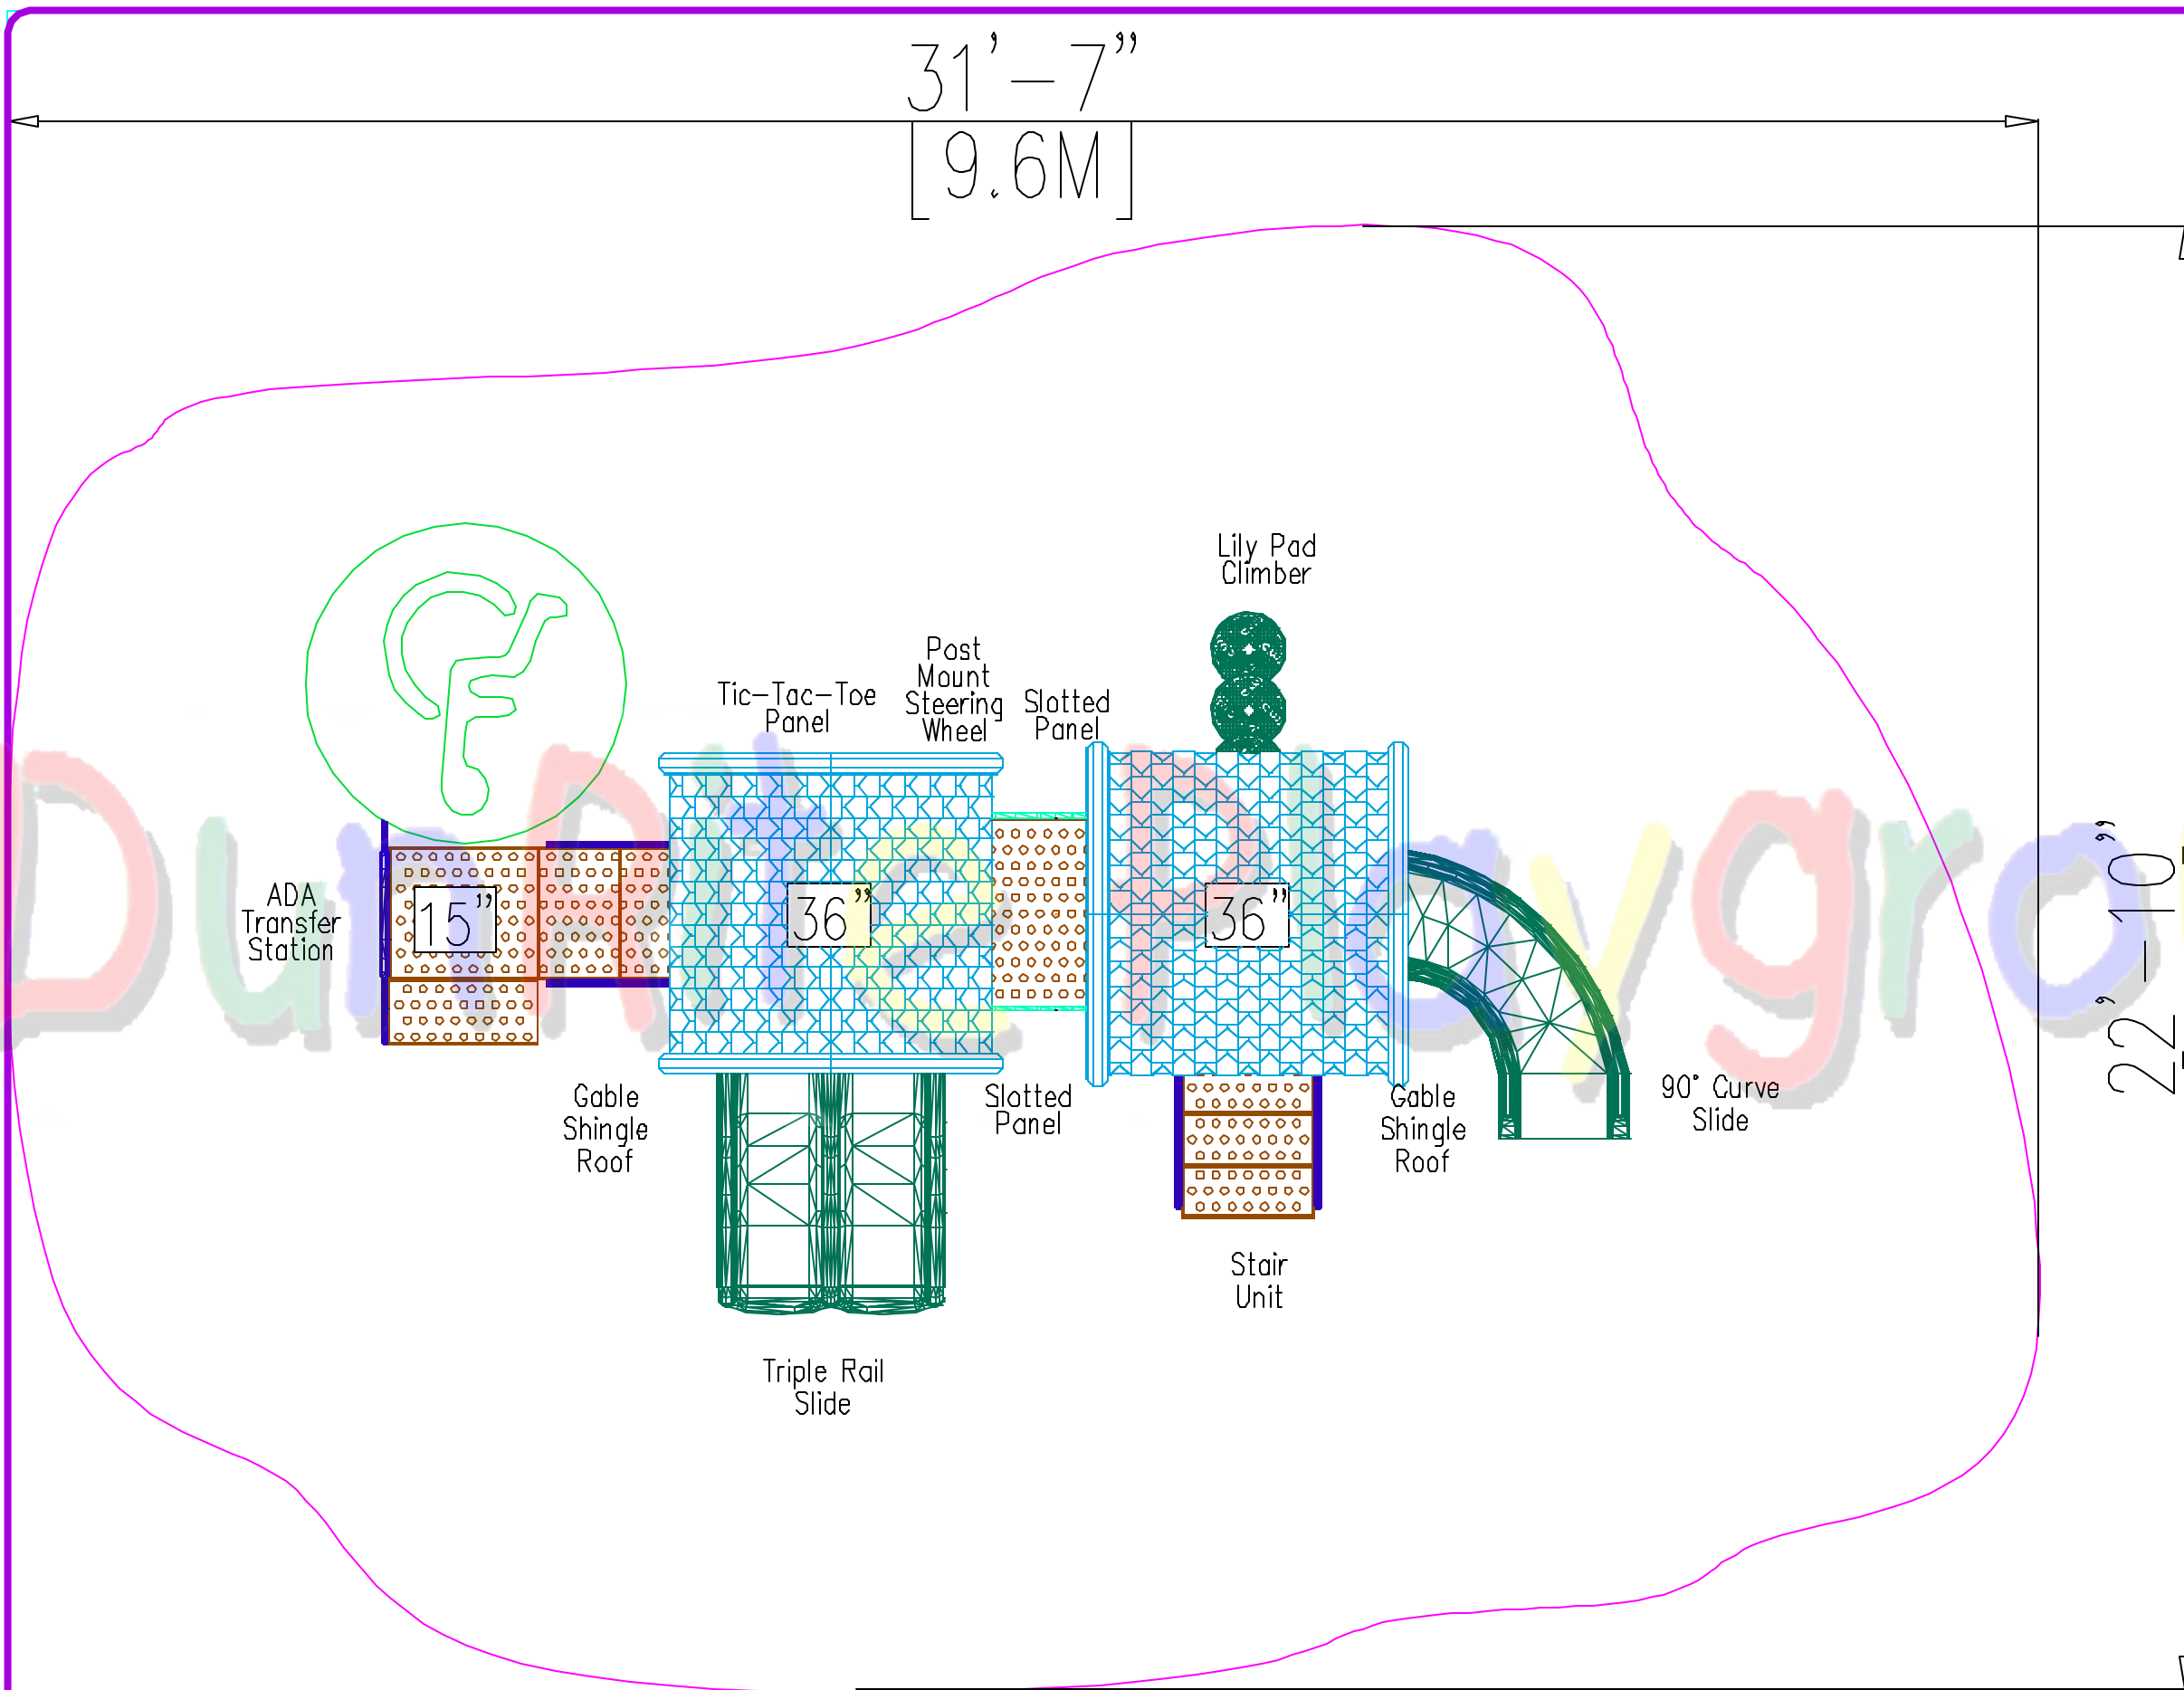 31'-7"
[9.6M]
Lily Pad
Climber
Post
Mount
Steering
Wheel
Tic-Tac-Toe
Panel
Slotted
Panel
ADA
Transfer
Station
15"
36"
36"
22'-10"
Gable
Shingle
Roof
Slotted
Panel
Gable
Shingle
Roof
90° Curve
Slide
Stair
Unit
Triple Rail
Slide
DunRite Playgro